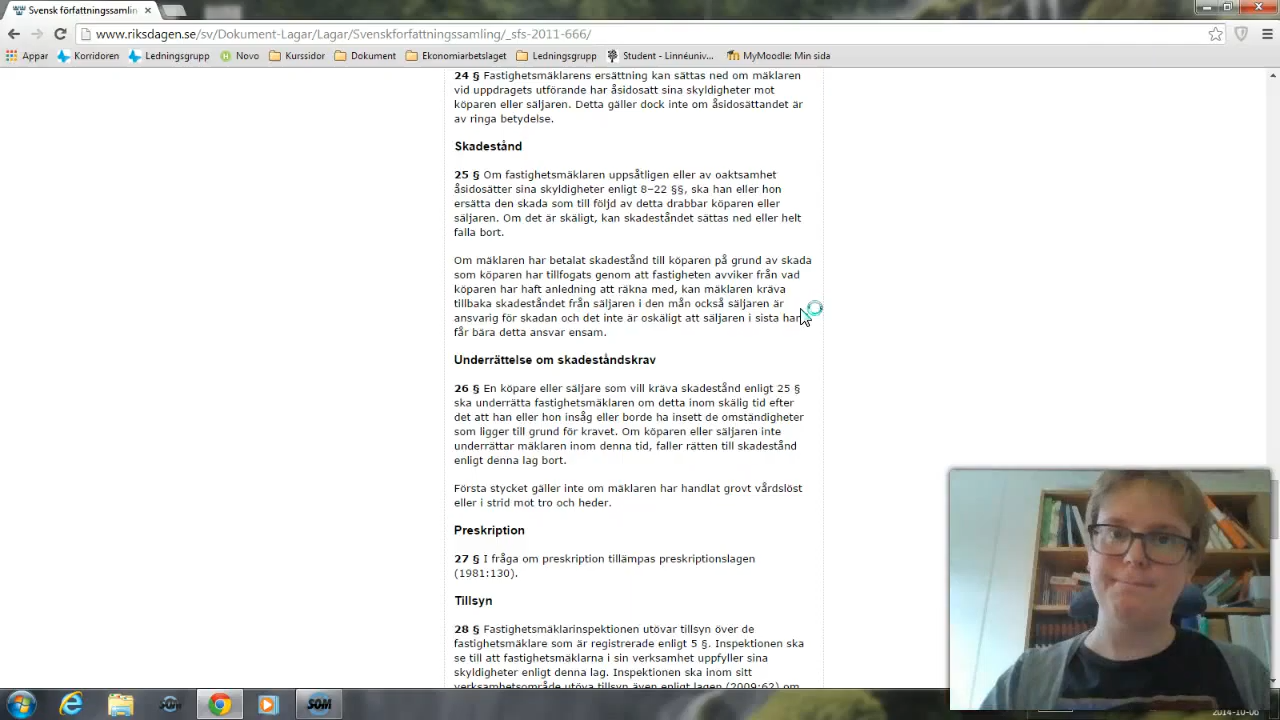 Svensk författningssamlin
www.riksdagen.se/sv/Dokument-Lagar/Lagar/Svenskforfattningssamling/_sfs-2011-666/
Appar Korridoren Ledningsgrupp Novo Kurssidor Dokument Ekonomiarbetslaget Ledningsgrupp Student - Linnéuniv... MyMoodle: Min sida
24 § Fastighetsmäklarens ersättning kan sättas ned om mäklaren
vid uppdragets utförande har åsidosatt sina skyldigheter mot
köparen eller säljaren. Detta gäller dock inte om åsidosättandet är
av ringa betydelse.
Skadestånd
25 § Om fastighetsmäklaren uppsåtligen eller av oaktsamhet
åsidosätter sina skyldigheter enligt 8–22 §§, ska han eller hon
ersätta den skada som till följd av detta drabbar köparen eller
säljaren. Om det är skäligt, kan skadeståndet sättas ned eller helt
falla bort.
Om mäklaren har betalat skadestånd till köparen på grund av skada
som köparen har tillfogats genom att fastigheten avviker från vad
köparen har haft anledning att räkna med, kan mäklaren kräva
tillbaka skadeståndet från säljaren i den mån också säljaren är
ansvarig för skadan och det inte är oskäligt att säljaren i sista han
får bära detta ansvar ensam.
Underrättelse om skadeståndskrav
26 § En köpare eller säljare som vill kräva skadestånd enligt 25 §
ska underrätta fastighetsmäklaren om detta inom skälig tid efter
det att han eller hon insåg eller borde ha insett de omständigheter
som ligger till grund för kravet. Om köparen eller säljaren inte
underrättar mäklaren inom denna tid, faller rätten till skadestånd
enligt denna lag bort.
Första stycket gäller inte om mäklaren har handlat grovt vårdslöst
eller i strid mot tro och heder.
Preskription
27 § I fråga om preskription tillämpas preskriptionslagen
(1981:130).
Tillsyn
28 § Fastighetsmäklarinspektionen utövar tillsyn över de
fastighetsmäklare som är registrerade enligt 5 §. Inspektionen ska
se till att fastighetsmäklarna i sin verksamhet uppfyller sina
skyldigheter enligt denna lag. Inspektionen ska inom sitt
verksamhetsområde utöva tillsyn även enligt lagen (2009:62) om
SOM
2014-10-06